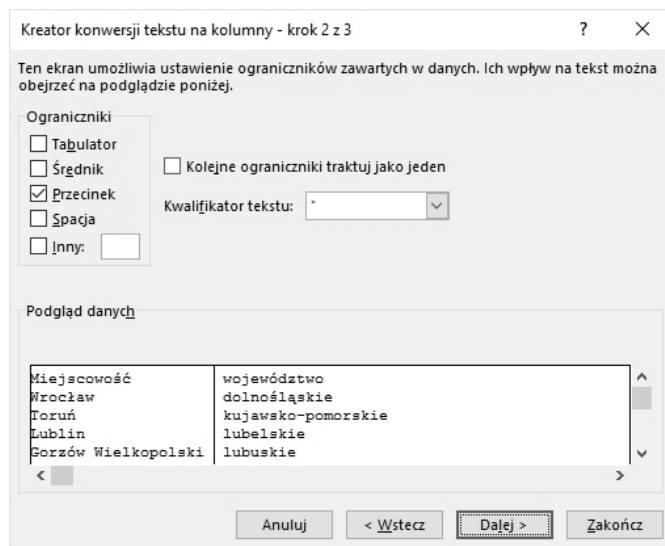 Kreator konwersji tekstu na kolumny - krok 2 z 3
Ten ekran umożliwia ustawienie ograniczników zawartych w danych. Ich wpływ na tekst można
obejrzeć na podglądzie poniżej.
Ograniczniki
Tabulator
Średnik
Przecinek
Spacja
Inny:
Kolejne ograniczniki traktuj jako jeden
Kwalifikator tekstu: "
Podgląd danych
Miejscowość województwo
Wrocław dolnośląskie
Toruń kujawsko-pomorskie
Lublin lubelskie
Gorzów Wielkopolski lubuskie
Anuluj < Wstecz Dalej > Zakończ